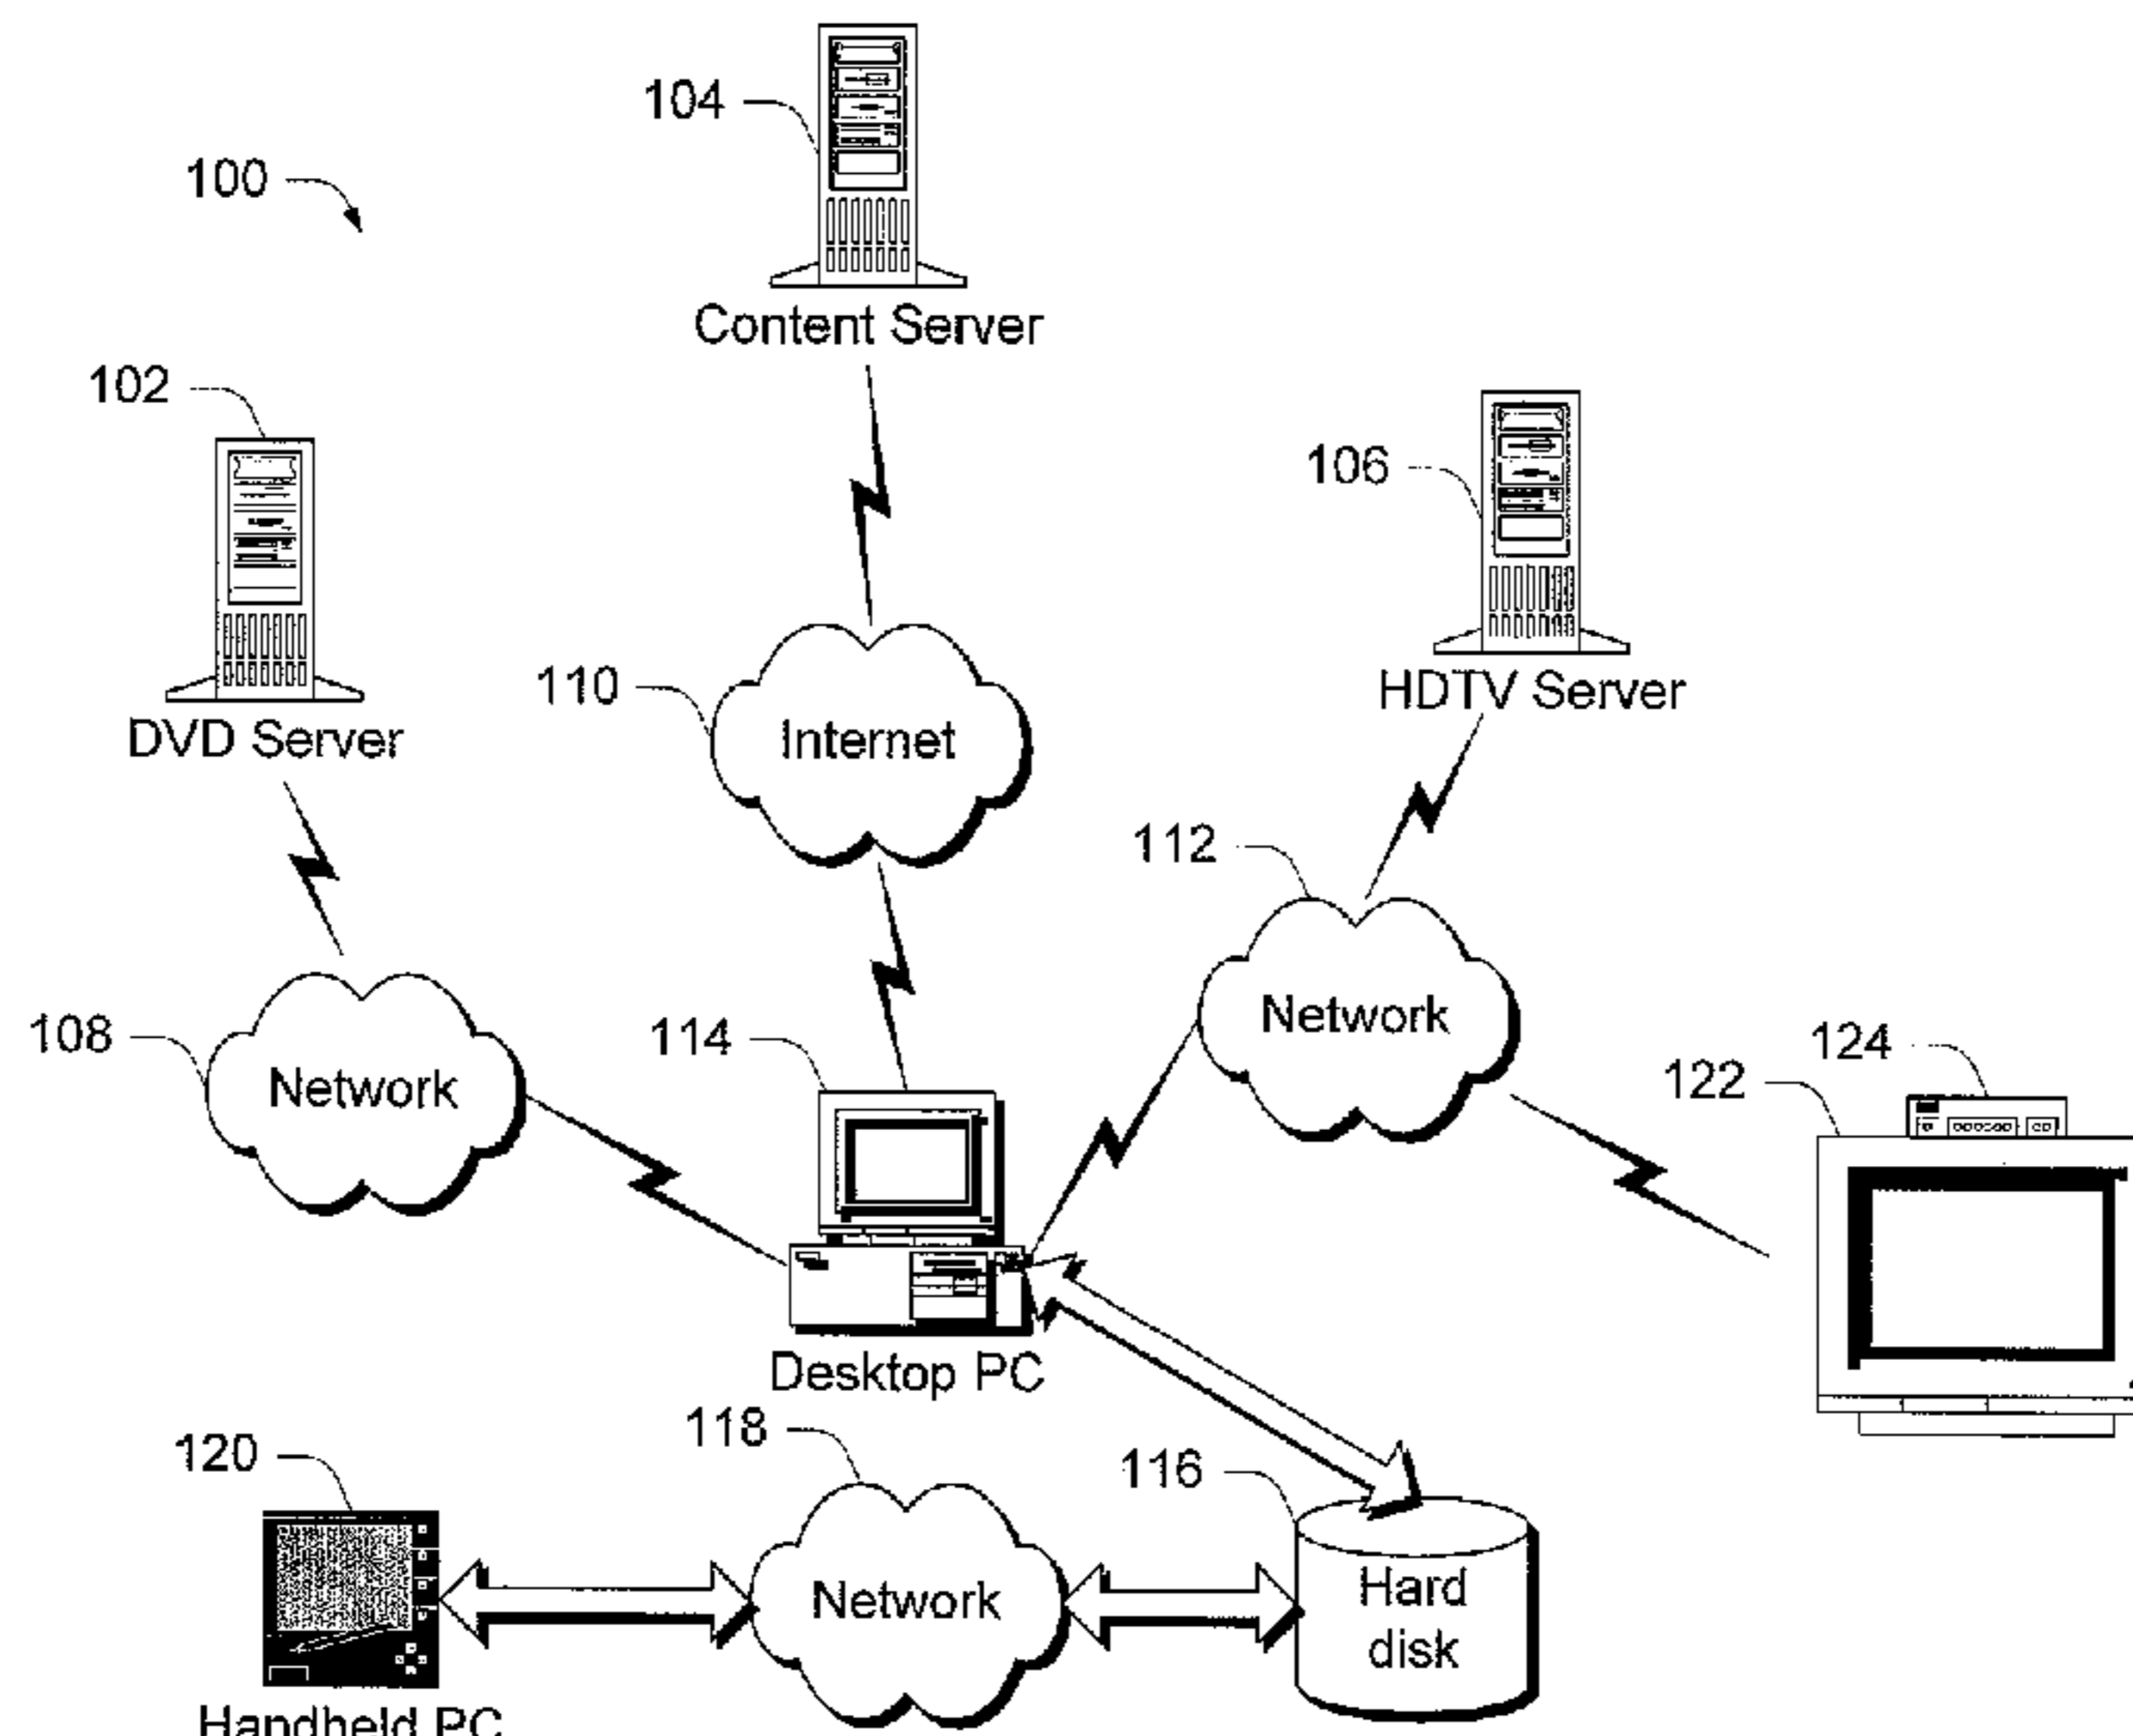 104
100
Content Server
102
106
110
Internet
HDTV Server
DVD Server
112
108
Network
114
Network
124
122
Desktop PC
118
116
120
Network
Hard
disk
Handheld PC